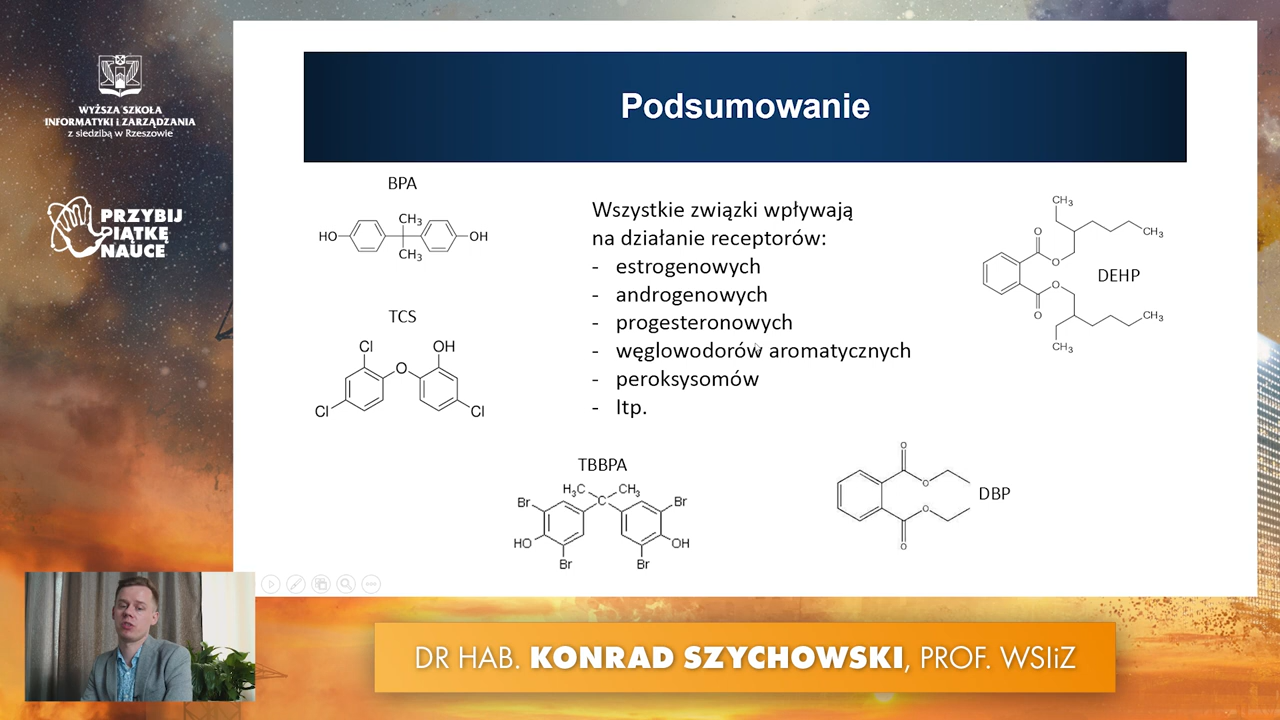 WYŻSZA SZKOŁA
INFORMATYKI i ZARZĄDZANIA
z siedzibą w Rzeszowie
PRZYBIJ
PIĄTKĘ
NAUCE
Podsumowanie
BPA
HO
CH3
CH3
OH
TCS
Cl
OH
O
Cl
Cl
Wszystkie związki wpływają
na działanie receptorów:
- estrogenowych
- androgenowych
- progesteronowych
- węglowodorów aromatycznych
- peroksysomów
- Itp.
CH3
O
CH3
O
DEHP
O
O
CH3
CH3
TBBPA
H3C
CH3
Br
C
Br
HO
OH
Br
Br
O
O
DBP
O
O
DR HAB. KONRAD SZYCHOWSKI, PROF. WSIiZ